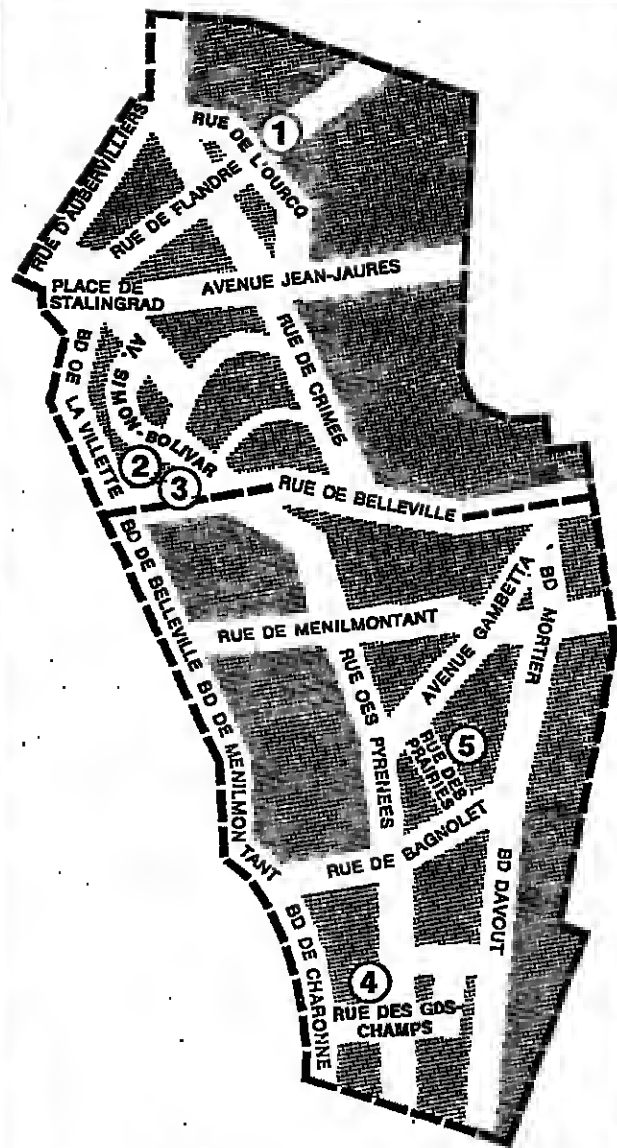 RUE D'AUBERVILLIERS
RUE DE L'OURCQ
1
RUE DE FLANDRE
PLACE DE
STALINGRAD
AVENUE JEAN-JAURES
BD DE LA VILLETTE
AV. SIMON-BOLIVAR
RUE DE CRIMES
2
3
RUE DE BELLEVILLE
BD DE BELLEVILLE
BD DE MENILMONTANT
RUE DE MENILMONTANT
AVENUE GAMBETTA
BD MORTIER
RUE DES PYRENEES
RUE DES
PRAIRIES
5
RUE DE BAGNOLET
BD DAVOUT
BD DE CHARONNE
4
RUE DES GDS-
CHAMPS